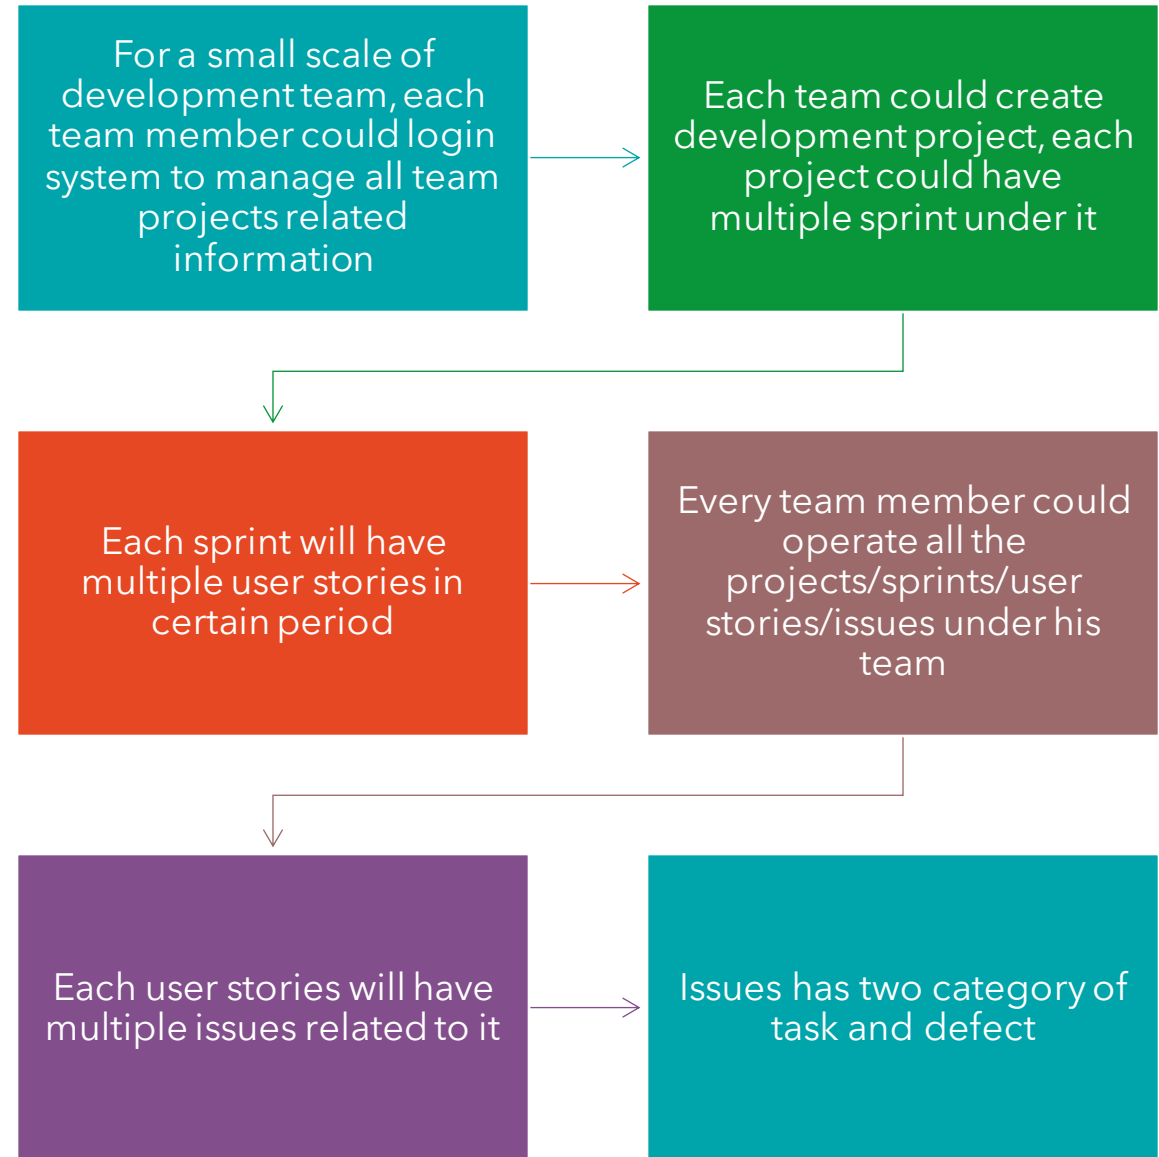 For a small scale of
development team, each
team member could login
system to manage all team
projects related
information
Each team could create
development project, each
project could have
multiple sprint under it
Each sprint will have
multiple user stories in
certain period
Every team member could
operate all the
projects/sprints/user
stories/issues under his
team
Each user stories will have
multiple issues related to it
Issues has two category of
task and defect